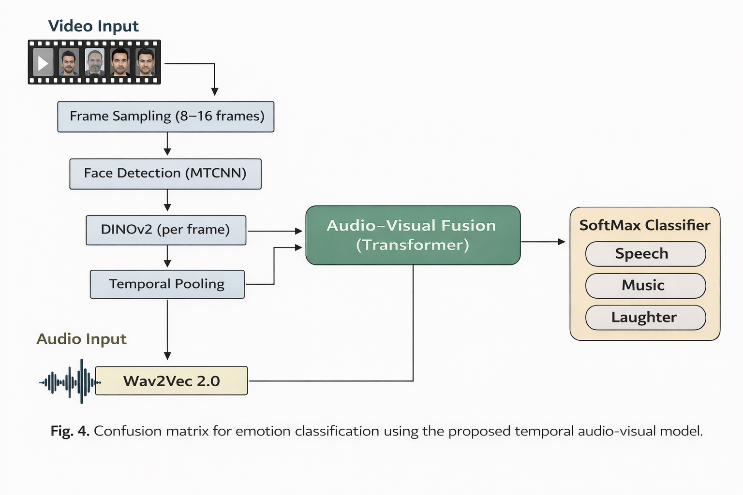 Video Input
Frame Sampling (8–16 frames)
Face Detection (MTCNN)
DINOv2 (per frame)
Temporal Pooling
Audio Input
Wav2Vec 2.0
Audio–Visual Fusion
(Transformer)
SoftMax Classifier
Speech
Music
Laughter
Fig. 4. Confusion matrix for emotion classification using the proposed temporal audio-visual model.